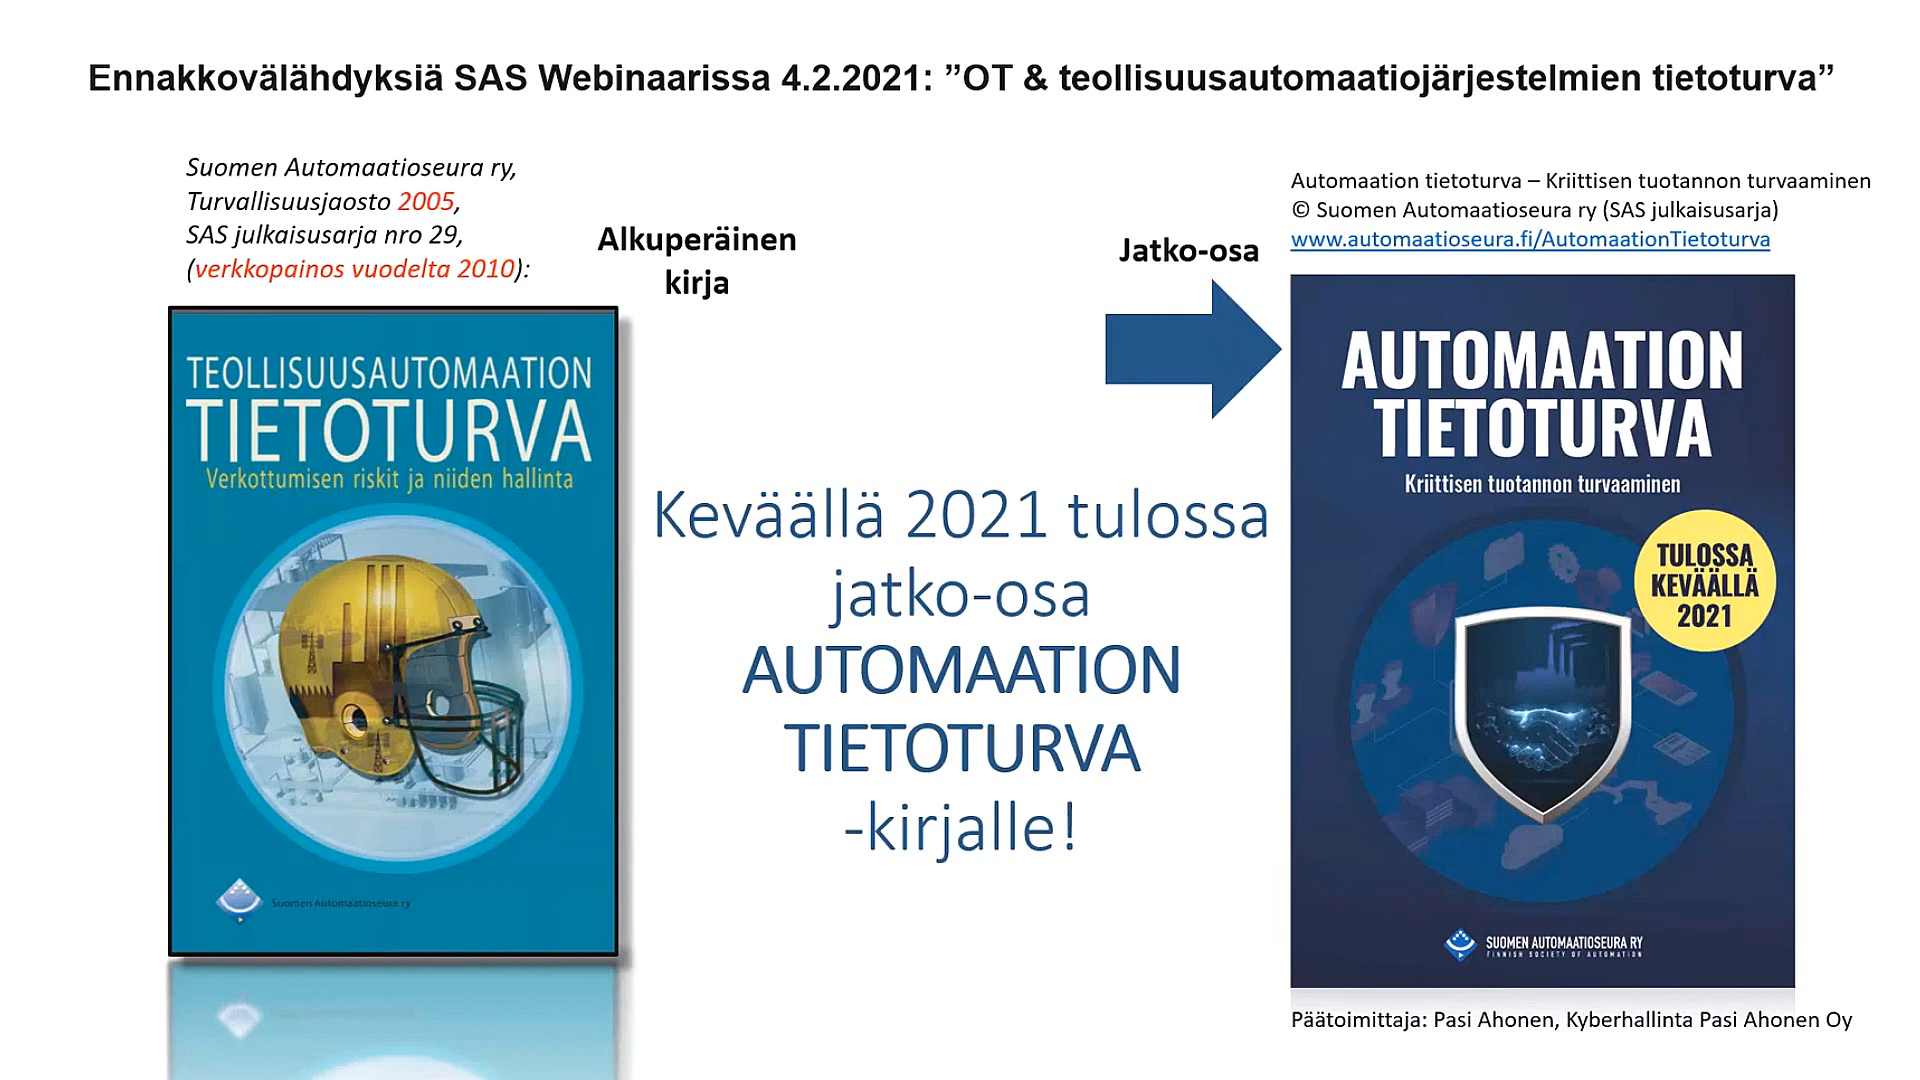 Ennakkovälähdyksiä SAS Webinaarissa 4.2.2021: ”OT & teollisuusautomaatiojärjestelmien tietoturva”
Suomen Automaatioseura ry,
Turvallisuusjaosto 2005,
SAS julkaisusarja nro 29,
(verkkopainos vuodelta 2010):
Alkuperäinen
kirja
TEOLLISUUSAUTOMAATION
TIETOTURVA
Verkottumisen riskit ja niiden hallinta
Suomen Automaatioseura ry
Keväällä 2021 tulossa
jatko-osa
AUTOMAATION
TIETOTURVA
-kirjalle!
Jatko-osa
Automaation tietoturva – Kriittisen tuotannon turvaaminen
© Suomen Automaatioseura ry (SAS julkaisusarja)
www.automaatioseura.fi/AutomaationTietoturva
AUTOMAATION
TIETOTURVA
Kriittisen tuotannon turvaaminen
TULOSSA
KEVÄÄLLÄ
2021
SUOMEN AUTOMAATIOSEURA RY
FINNISH SOCIETY OF AUTOMATION
Päätoimittaja: Pasi Ahonen, Kyberhallinta Pasi Ahonen Oy